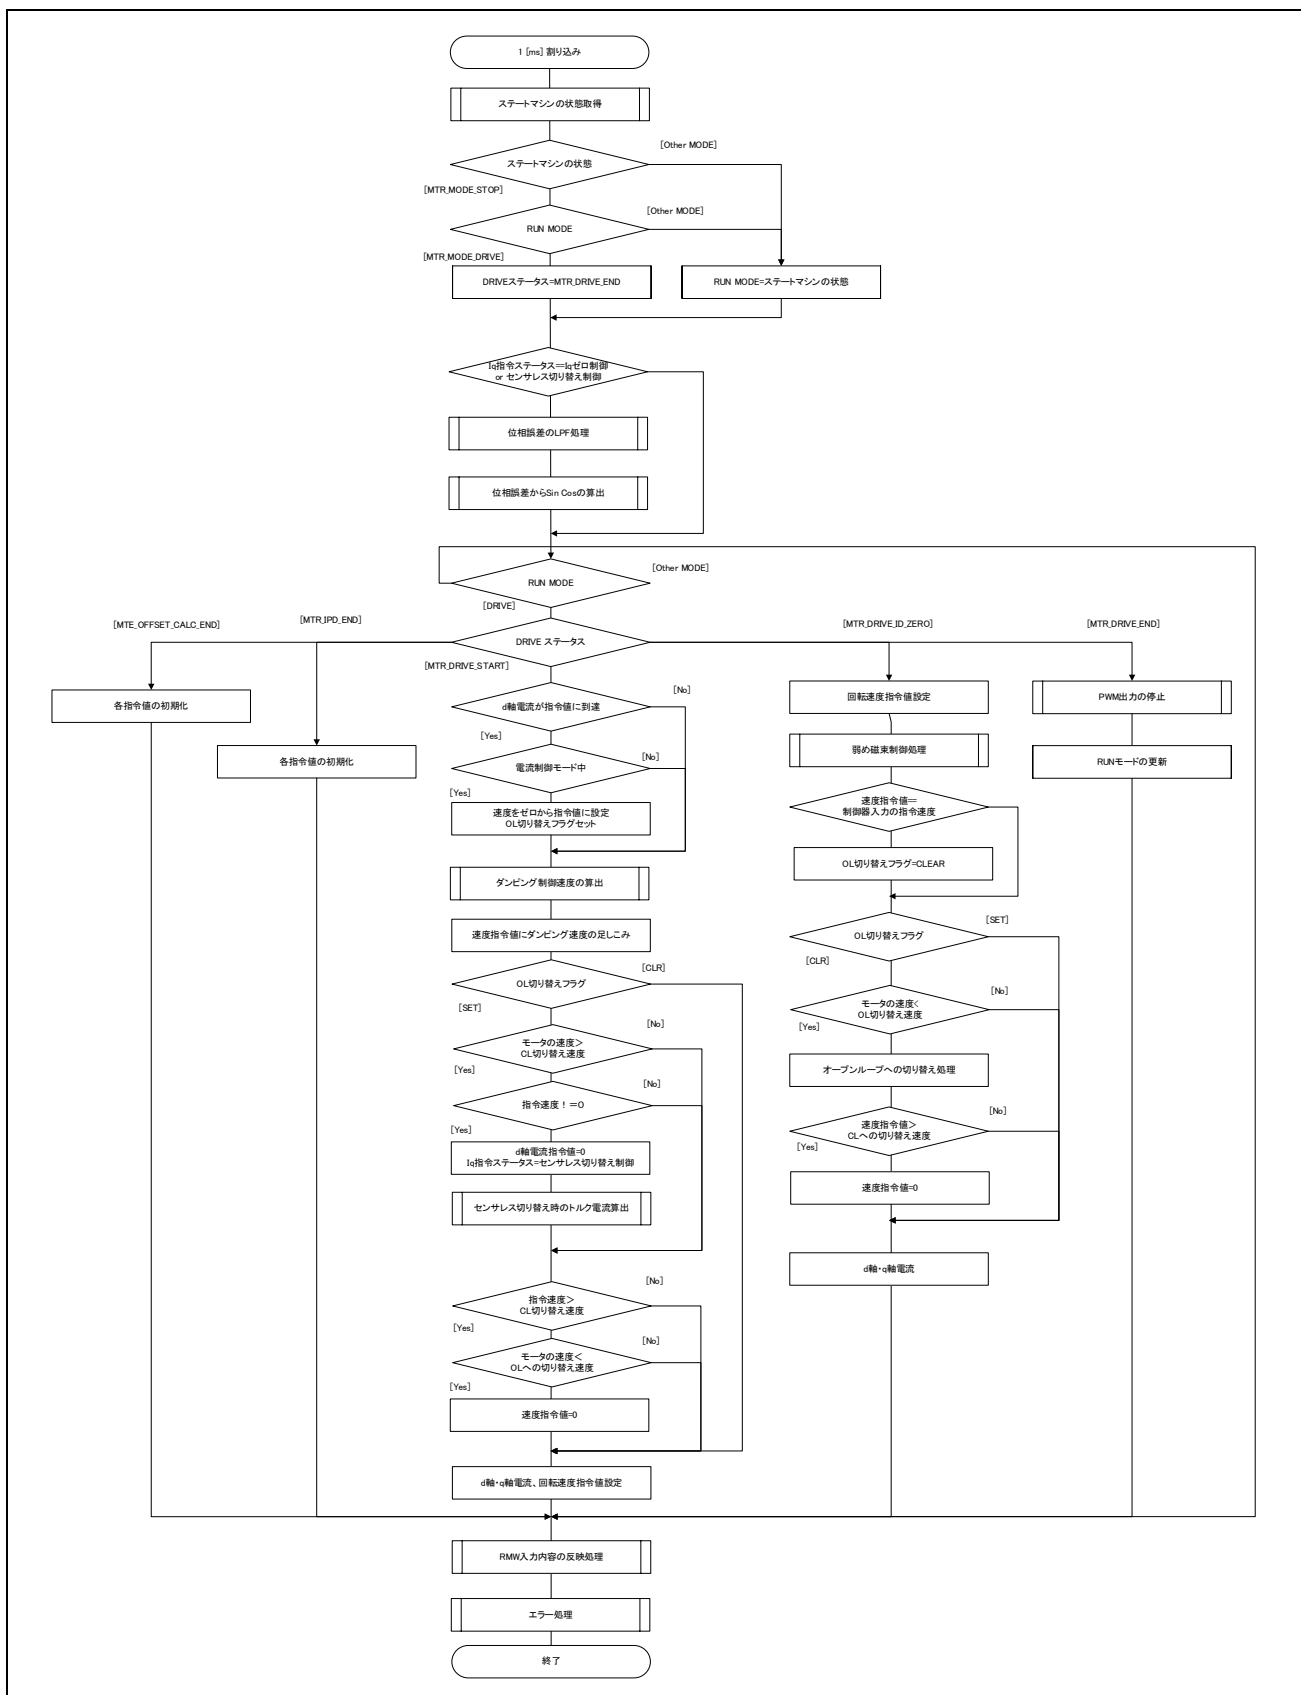 1 [ms] 割り込み
ステートマシンの状態取得
[Other MODE]
ステートマシンの状態
[MTR_MODE_STOP]
[Other MODE]
RUN MODE
[MTR_MODE_DRIVE]
DRIVEステータス=MTR_DRIVE_END
RUN MODE=ステートマシンの状態
Iq指令ステータス==Iqゼロ制御
or センサレス切り替え制御
位相誤差のLPF処理
位相誤差からSin Cosの算出
[Other MODE]
RUN MODE
[DRIVE]
[MTE_OFFSET_CALC_END]
[MTR_IPD_END]
DRIVE ステータス
[MTR_DRIVE_ID_ZERO]
[MTR_DRIVE_END]
[MTR_DRIVE_START]
各指令値の初期化
各指令値の初期化
[No]
d軸電流が指令値に到達
[Yes]
[No]
電流制御モード中
[Yes]
速度をゼロから指令値に設定
OL切り替えフラグセット
ダンピング制御速度の算出
速度指令値にダンピング速度の足しこみ
[CLR]
OL切り替えフラグ
[SET]
[No]
モータの速度>
CL切り替え速度
[Yes]
[No]
指令速度!=0
[Yes]
d軸電流指令値=0
Iq指令ステータス=センサレス切り替え制御
センサレス切り替え時のトルク電流算出
[No]
指令速度>
CL切り替え速度
[Yes]
[No]
モータの速度<
OLへの切り替え速度
[Yes]
速度指令値=0
d軸・q軸電流、回転速度指令値設定
回転速度指令値設定
弱め磁束制御処理
速度指令値==
制御器入力の指令速度
OL切り替えフラグ=CLEAR
[SET]
OL切り替えフラグ
[CLR]
[No]
モータの速度<
OL切り替え速度
[Yes]
オープンループへの切り替え処理
[No]
速度指令値>
CLへの切り替え速度
[Yes]
速度指令値=0
d軸・q軸電流
PWM出力の停止
RUNモードの更新
RMW入力内容の反映処理
エラー処理
終了